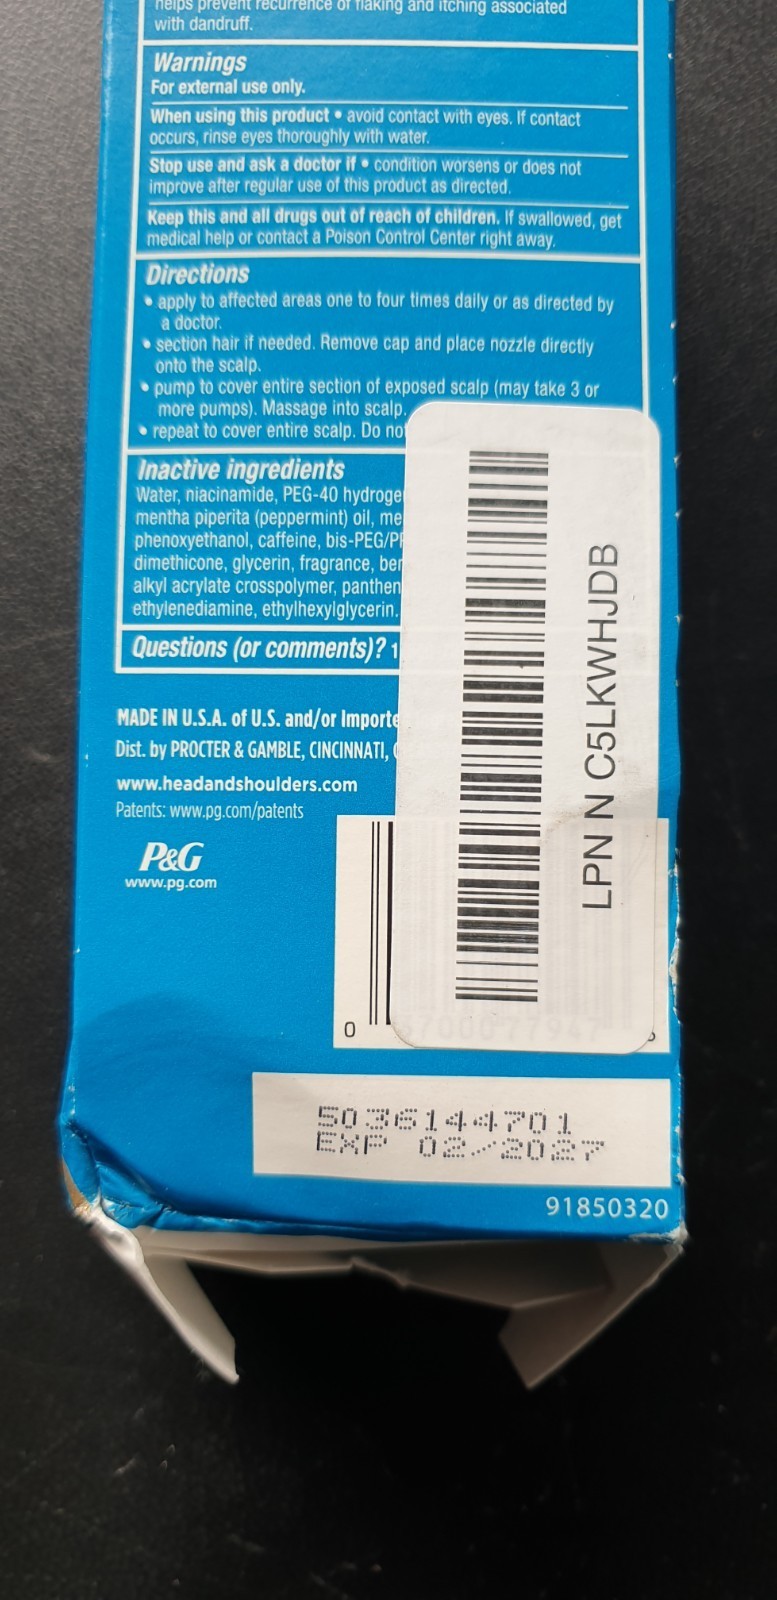 helps prevent recurrence of flaking and itching associated
with dandruff.
Warnings
For external use only.
When using this product • avoid contact with eyes. If contact
occurs, rinse eyes thoroughly with water.
Stop use and ask a doctor if • condition worsens or does not
improve after regular use of this product as directed.
Keep this and all drugs out of reach of children. If swallowed, get
medical help or contact a Poison Control Center right away.
Directions
• apply to affected areas one to four times daily or as directed by
a doctor.
• section hair if needed. Remove cap and place nozzle directly
onto the scalp.
• pump to cover entire section of exposed scalp (may take 3 or
more pumps). Massage into scalp.
• repeat to cover entire scalp. Do
Inactive ingredients
Water, niacinamide, PEG-40
mentha piperita (peppermint) oil,
phenoxyethanol, caffeine,
dimethicone, glycerin, fragrance,
alkyl acrylate crosspolymer,
ethylenediamine, ethylhexylglycerin.
Questions (or comments)? 1
MADE IN U.S.A. of U.S. and/or
Dist. by PROCTER & GAMBLE, CINCINNATI,
www.headandshoulders.com
Patents: www.pg.com/patents
P&G
www.pg.com
LPN N C5LKWHJDB
0
5036144701
EXP 02/2027
91850320